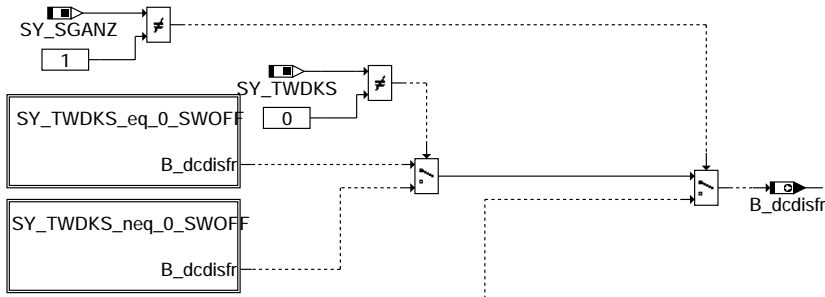 SY_SGANZ
≠
1
SY_TWDKS
≠
0
SY_TWDKS_eq_0_SWOFF
B_dcdisfr
SY_TWDKS_neq_0_SWOFF
B_dcdisfr
B_dcdisfr